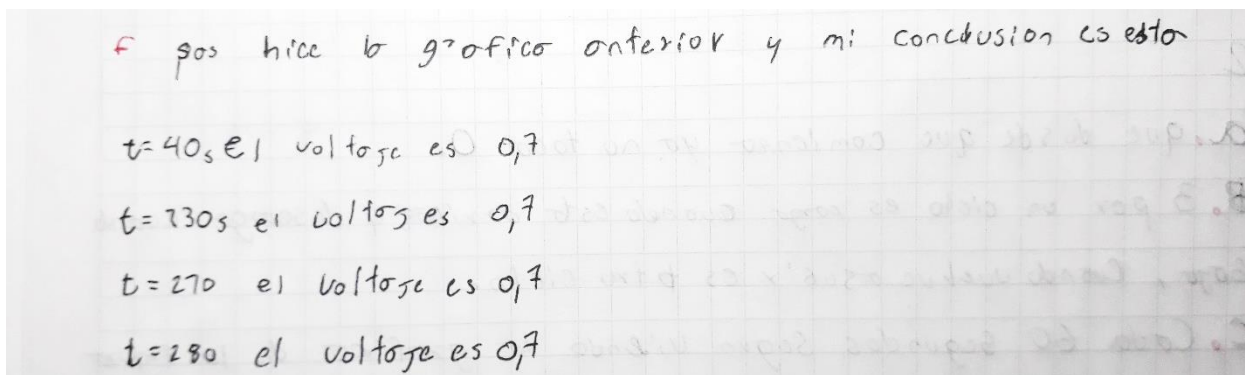 f pos hice lo grafico anterior y mi conclusion es esto
t=40s el voltaje es 0,7
t=130s el voltaj es 0,7
t=270 el voltaje es 0,7
t=280 el voltaje es 0,7